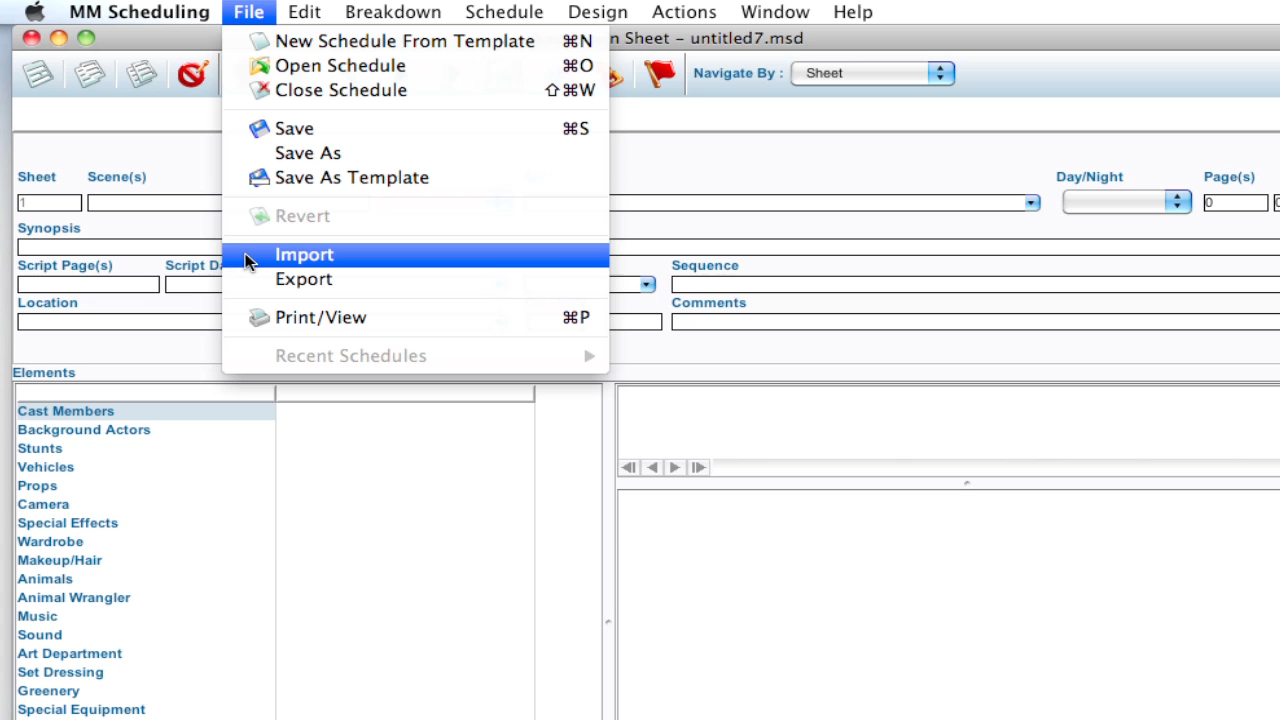 MM Scheduling File Edit Breakdown Schedule Design Actions Window Help
n Sheet – untitled7.msd
New Schedule From Template ⌘N
Open Schedule ⌘O
Close Schedule ⇧⌘W
Navigate By : Sheet
Save ⌘S
Save As
Save As Template
Revert
Import
Export
Print/View ⌘P
Recent Schedules
Sheet Scene(s) Day/Night Page(s)
1 0
Synopsis
Script Page(s) Script Da Sequence
Location Comments
Elements
Cast Members
Background Actors
Stunts
Vehicles
Props
Camera
Special Effects
Wardrobe
Makeup/Hair
Animals
Animal Wrangler
Music
Sound
Art Department
Set Dressing
Greenery
Special Equipment